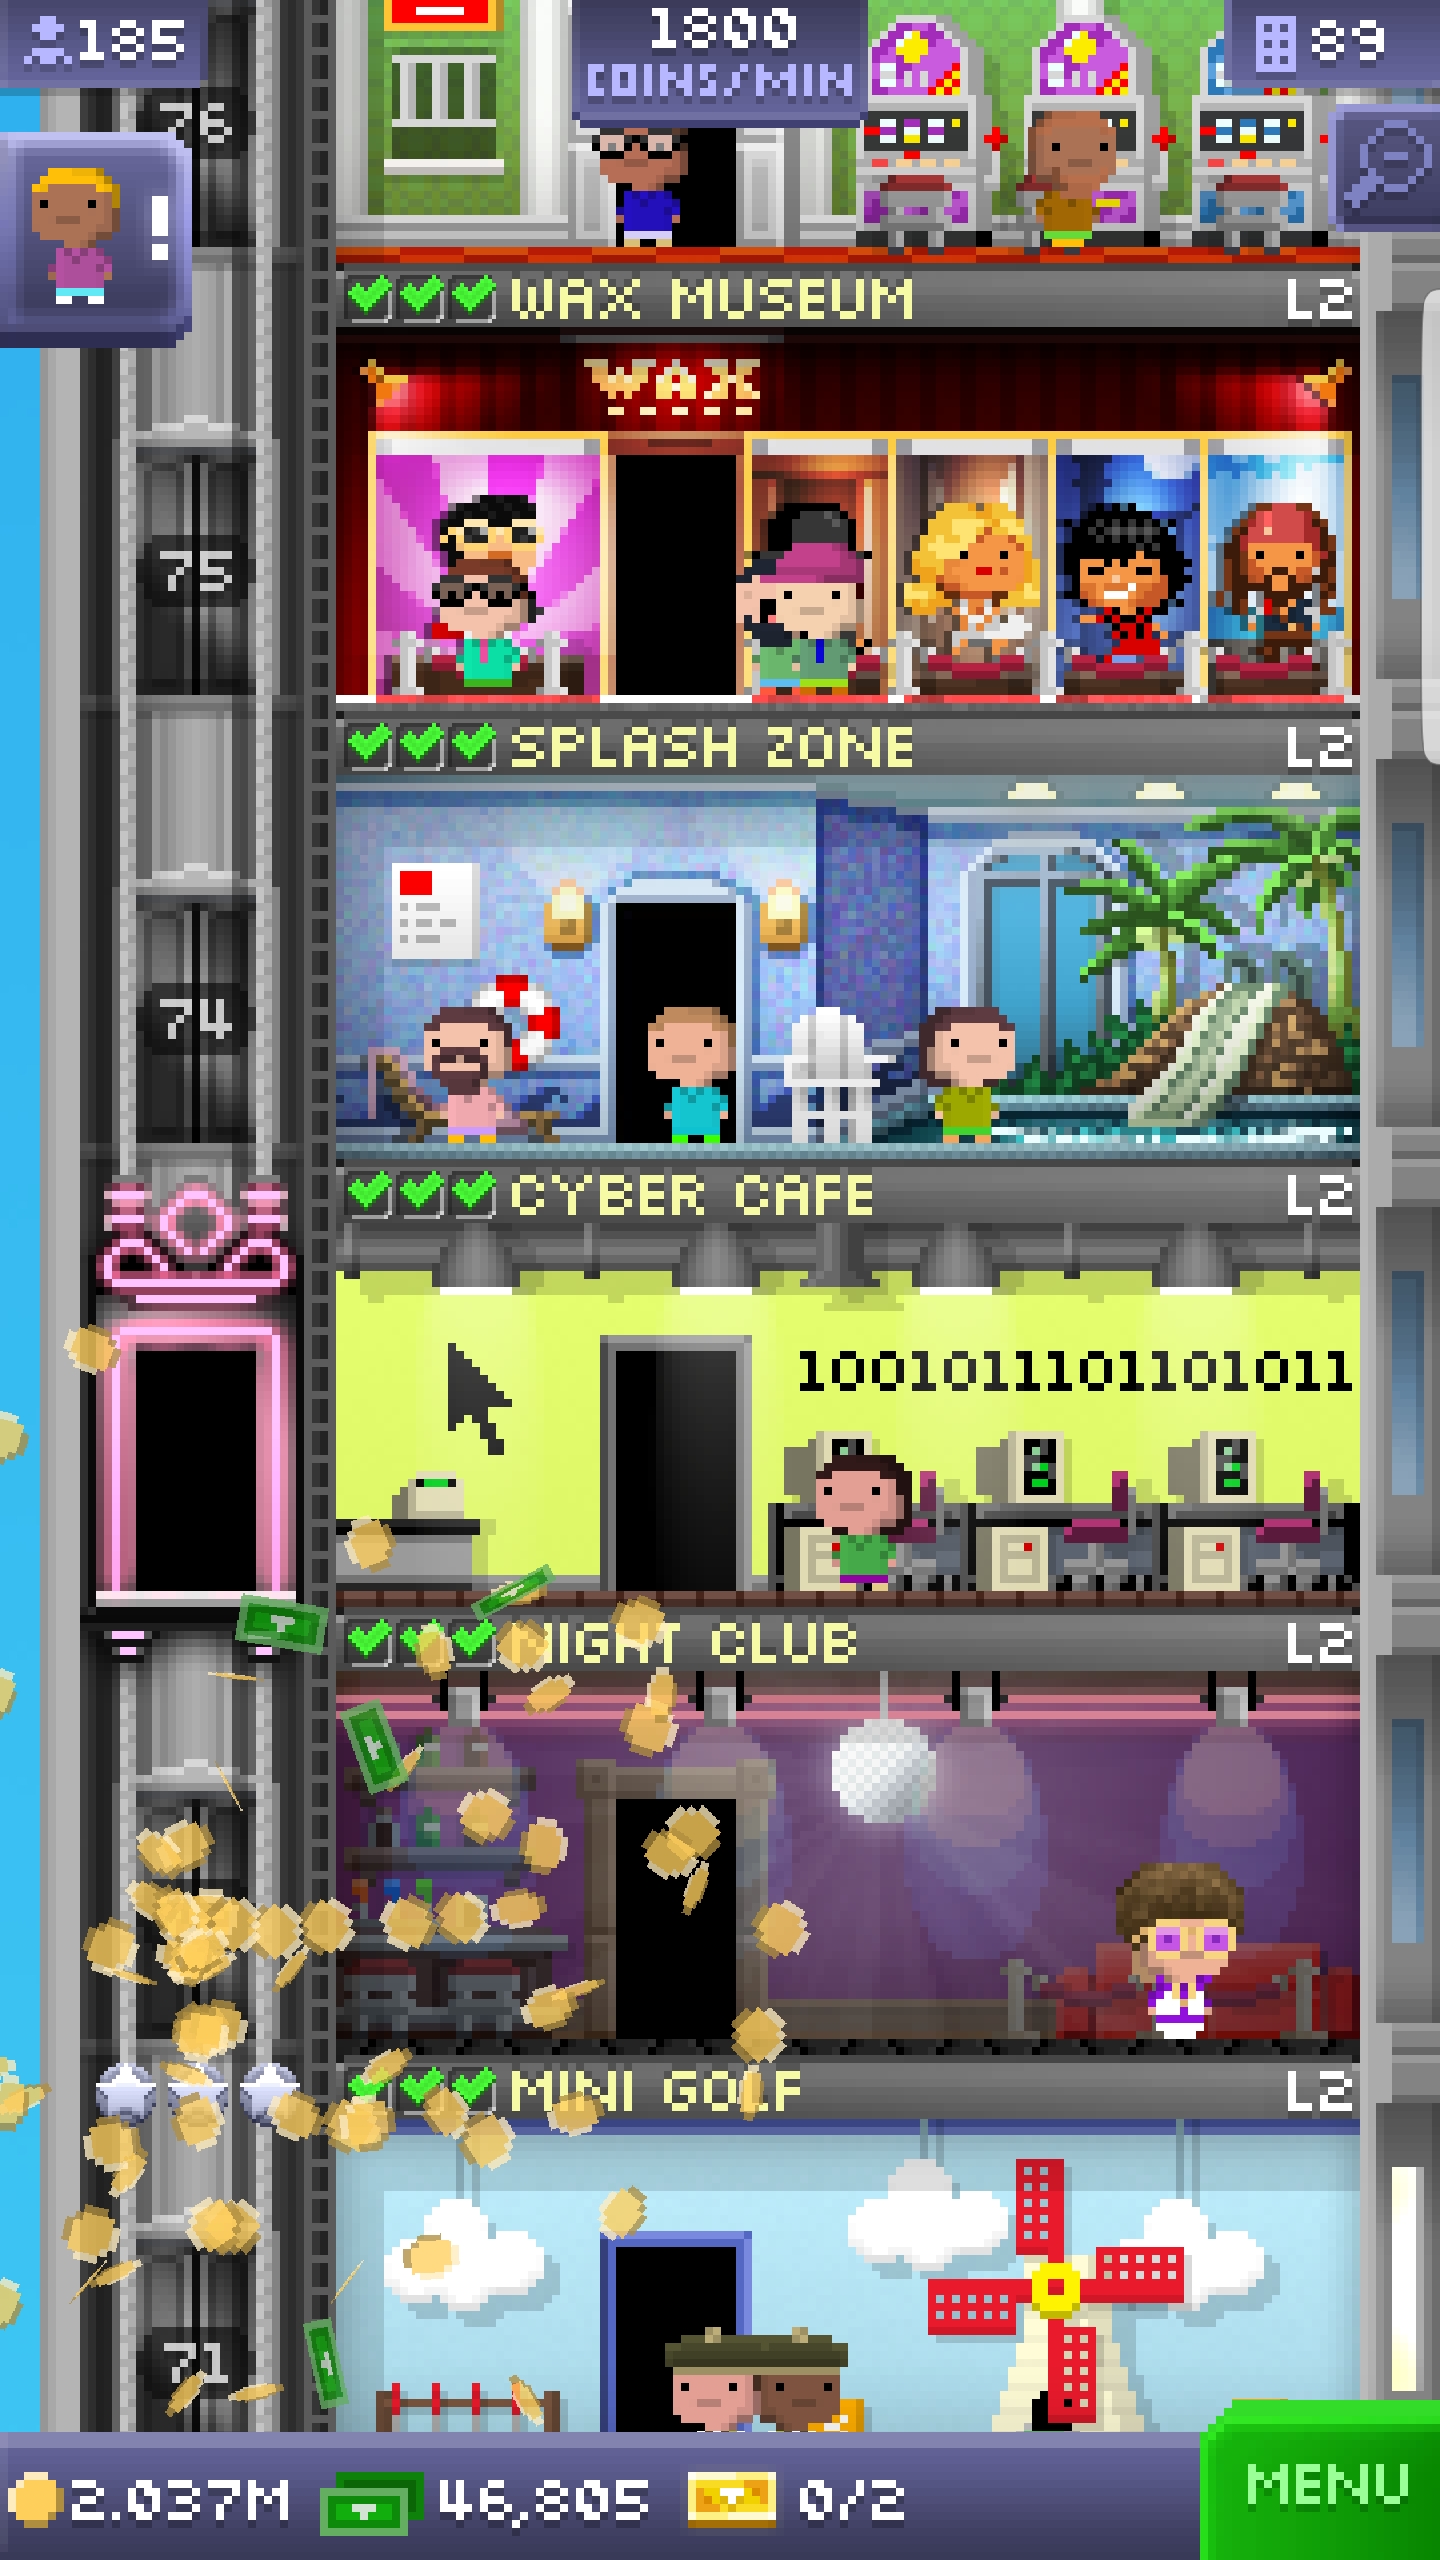 185
1800
COINS/MIN
89
76
!
WAX MUSEUM
L2
WAX
75
SPLASH ZONE
L2
74
CYBER CAFE
L2
1001011101101011
NIGHT CLUB
L2
MINI GOLF
L2
71
2.037M
46,805
0/2
MENU